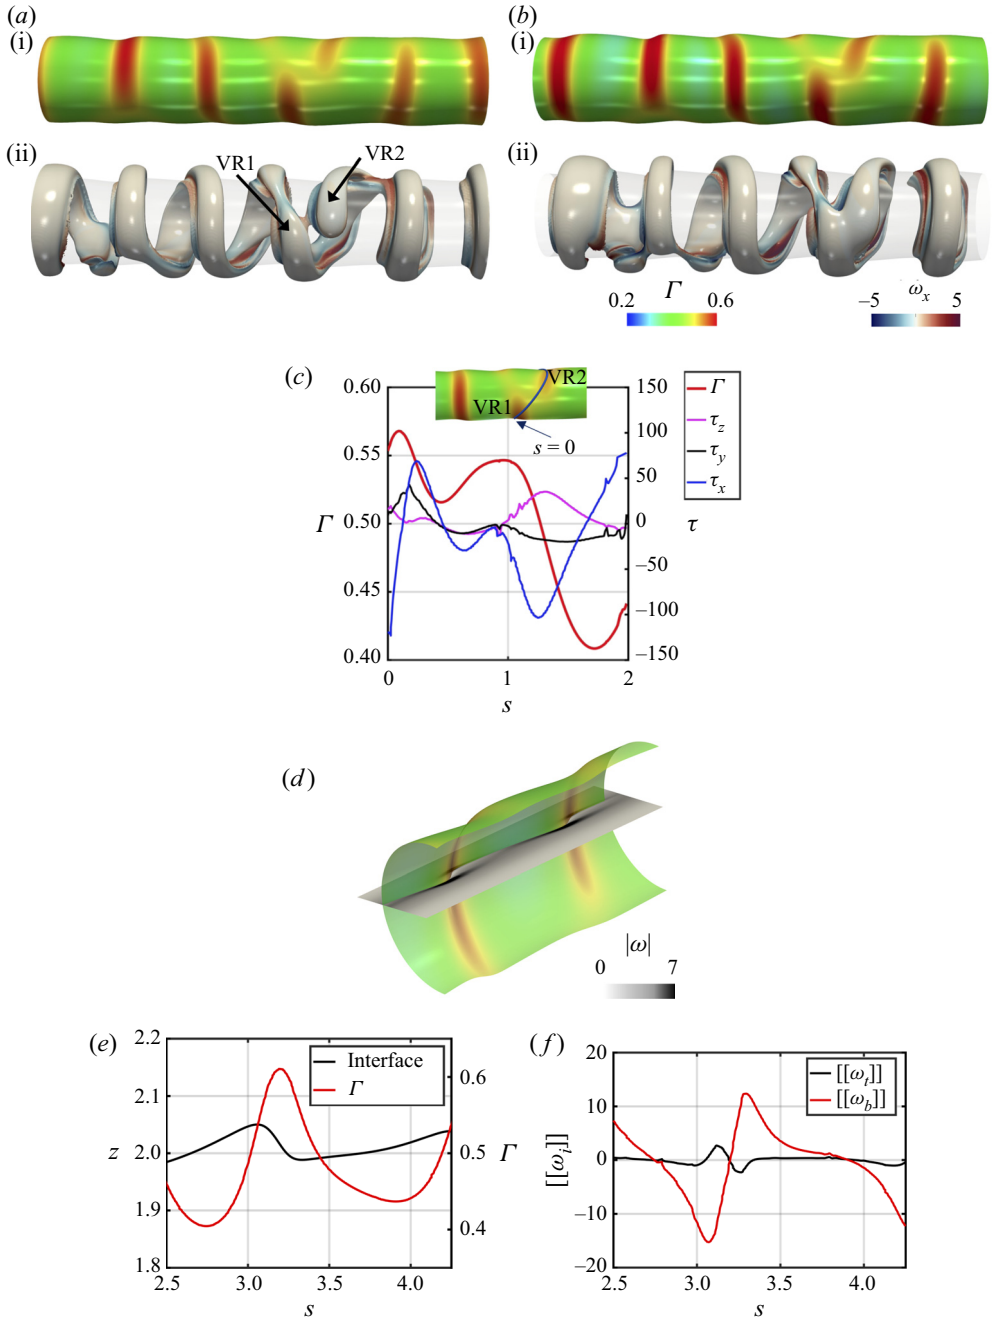 (a)
(b)
(i)
(i)
(ii)
VR1
VR2
(ii)
Γ
0.2
0.6
ω_x
−5
5
(c)
0.60
0.55
0.50
0.45
0.40
Γ
150
100
50
0
−50
−100
−150
τ
VR2
VR1
s = 0
Γ
τ_z
τ_y
τ_x
0
1
2
s
(d)
|ω|
0
7
(e)
2.2
2.1
2.0
1.9
1.8
z
Interface
Γ
0.6
0.5
0.4
Γ
2.5
3.0
3.5
4.0
s
(f)
20
10
0
−10
−20
[[ω_i]]
[[ω_t]]
[[ω_b]]
2.5
3.0
3.5
4.0
s